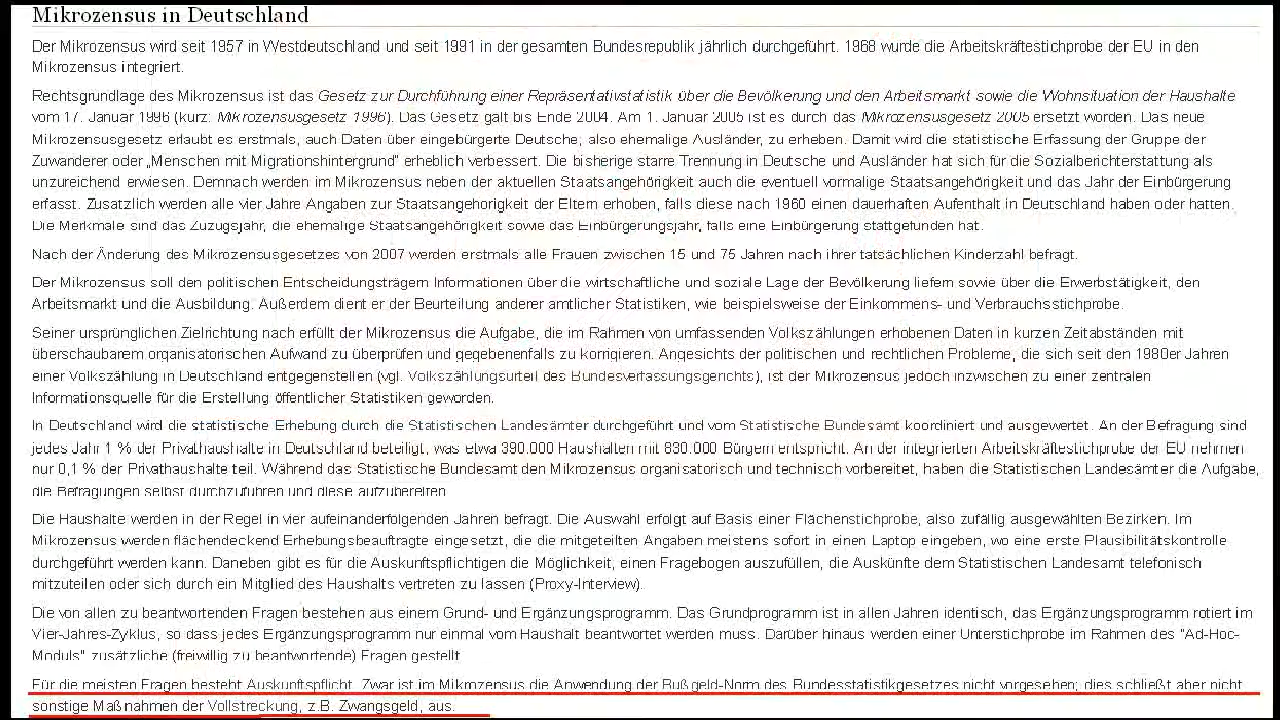 Mikrozensus in Deutschland
Der Mikrozensus wird seit 1957 in Westdeutschland und seit 1991 in der gesamten Bundesrepublik jährlich durchgeführt. 1968 wurde die Arbeitskräftestichprobe der EU in den
Mikrozensus integriert.
Rechtsgrundlage des Mikrozensus ist das Gesetz zur Durchführung einer Repräsentativstatistik über die Bevölkerung und den Arbeitsmarkt sowie die Wohnsituation der Haushalte
vom 17. Januar 1996 (kurz: Mikrozensusgesetz 1996). Das Gesetz galt bis Ende 2004. Am 1. Januar 2005 ist es durch das Mikrozensusgesetz 2005 ersetzt worden. Das neue
Mikrozensusgesetz erlaubt es erstmals, auch Daten über eingebürgerte Deutsche, also ehemalige Ausländer, zu erheben. Damit wird die statistische Erfassung der Gruppe der
Zuwanderer oder „Menschen mit Migrationshintergrund“ erheblich verbessert. Die bisherige starre Trennung in Deutsche und Ausländer hat sich für die Sozialberichterstattung als
unzureichend erwiesen. Demnach werden im Mikrozensus neben der aktuellen Staatsangehörigkeit auch die eventuell vormalige Staatsangehörigkeit und das Jahr der Einbürgerung
erfasst. Zusätzlich werden alle vier Jahre Angaben zur Staatsangehörigkeit der Eltern erhoben, falls diese nach 1960 einen dauerhaften Aufenthalt in Deutschland haben oder hatten.
Die Merkmale sind das Zuzugsjahr, die ehemalige Staatsangehörigkeit sowie das Einbürgerungsjahr, falls eine Einbürgerung stattgefunden hat.
Nach der Änderung des Mikrozensusgesetzes von 2007 werden erstmals alle Frauen zwischen 15 und 75 Jahren nach ihrer tatsächlichen Kinderzahl befragt.
Der Mikrozensus soll den politischen Entscheidungsträgern Informationen über die wirtschaftliche und soziale Lage der Bevölkerung liefern sowie über die Erwerbstätigkeit, den
Arbeitsmarkt und die Ausbildung. Außerdem dient er der Beurteilung anderer amtlicher Statistiken, wie beispielsweise der Einkommens- und Verbrauchsstichprobe.
Seiner ursprünglichen Zielrichtung nach erfüllt der Mikrozensus die Aufgabe, die im Rahmen von umfassenden Volkszählungen erhobenen Daten in kurzen Zeitabständen mit
überschaubarem organisatorischen Aufwand zu überprüfen und gegebenenfalls zu korrigieren. Angesichts der politischen und rechtlichen Probleme, die sich seit den 1980er Jahren
einer Volkszählung in Deutschland entgegenstellen (vgl. Volkszählungsurteil des Bundesverfassungsgerichts), ist der Mikrozensus jedoch inzwischen zu einer zentralen
Informationsquelle für die Erstellung öffentlicher Statistiken geworden.
In Deutschland wird die statistische Erhebung durch die Statistischen Landesämter durchgeführt und vom Statistische Bundesamt koordiniert und ausgewertet. An der Befragung sind
jedes Jahr 1 % der Privathaushalte in Deutschland beteiligt, was etwa 390.000 Haushalten mit 830.000 Bürgern entspricht. An der integrierten Arbeitskräftestichprobe der EU nehmen
nur 0,1 % der Privathaushalte teil. Während das Statistische Bundesamt den Mikrozensus organisatorisch und technisch vorbereitet, haben die Statistischen Landesämter die Aufgabe,
die Befragungen selbst durchzuführen und diese aufzubereiten.
Die Haushalte werden in der Regel in vier aufeinanderfolgenden Jahren befragt. Die Auswahl erfolgt auf Basis einer Flächenstichprobe, also zufällig ausgewählten Bezirken. Im
Mikrozensus werden flächendeckend Erhebungsbeauftragte eingesetzt, die die mitgeteilten Angaben meistens sofort in einen Laptop eingeben, wo eine erste Plausibilitätskontrolle
durchgeführt werden kann. Daneben gibt es für die Auskunftspflichtigen die Möglichkeit, einen Fragebogen auszufüllen, die Auskünfte dem Statistischen Landesamt telefonisch
mitzuteilen oder sich durch ein Mitglied des Haushalts vertreten zu lassen (Proxy-Interview).
Die von allen zu beantwortenden Fragen bestehen aus einem Grund- und Ergänzungsprogramm. Das Grundprogramm ist in allen Jahren identisch, das Ergänzungsprogramm rotiert im
Vier-Jahres-Zyklus, so dass jedes Ergänzungsprogramm nur einmal vom Haushalt beantwortet werden muss. Darüber hinaus werden einer Unterstichprobe im Rahmen des "Ad-Hoc-
Moduls" zusätzliche (freiwillig zu beantwortende) Fragen gestellt.
Für die meisten Fragen besteht Auskunftspflicht. Zwar ist im Mikrozensus die Anwendung der Bußgeld-Norm des Bundesstatistikgesetzes nicht vorgesehen; dies schließt aber nicht
sonstige Maßnahmen der Vollstreckung, z.B. Zwangsgeld, aus.